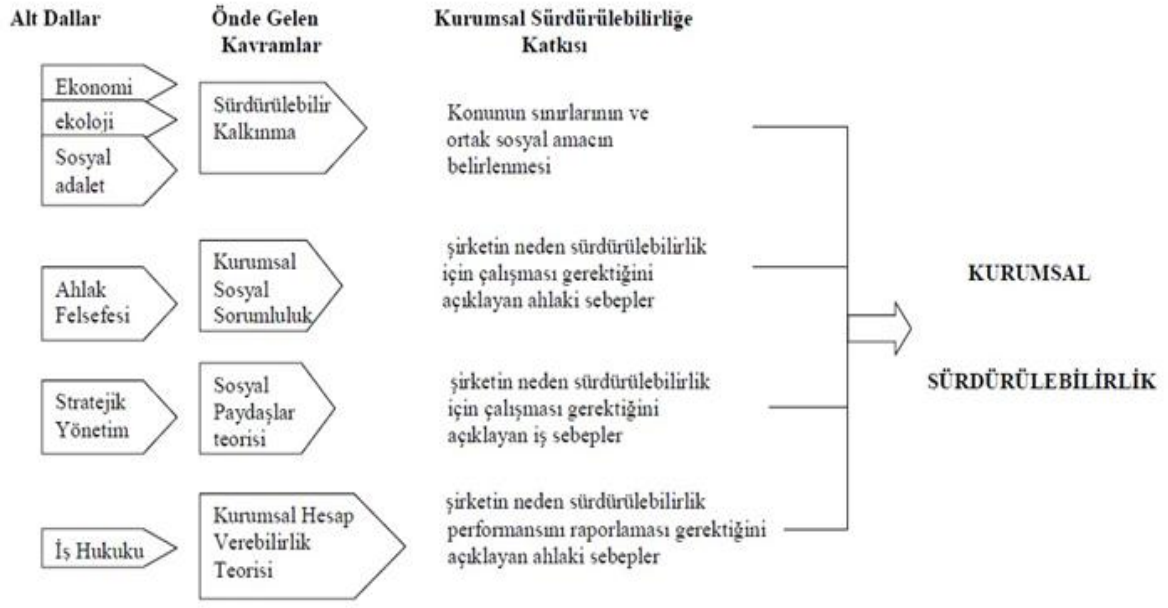 Alt Dallar
Önde Gelen
Kavramlar
Kurumsal Sürdürülebilirliğe
Katkısı
Ekonomi
ekoloji
Sosyal
adalet
Sürdürülebilir
Kalkınma
Konunun sınırlarının ve
ortak sosyal amacın
belirlenmesi
Ahlak
Felsefesi
Kurumsal
Sosyal
Sorumluluk
şirketin neden sürdürülebilirlik
için çalışması gerektiğini
açıklayan ahlaki sebepler
Stratejik
Yönetim
Sosyal
Paydaşlar
teorisi
şirketin neden sürdürülebilirlik
için çalışması gerektiğini
açıklayan iş sebepler
İş Hukuku
Kurumsal Hesap
Verebilirlik
Teorisi
şirketin neden sürdürülebilirlik
performansını raporlaması gerektiğini
açıklayan ahlaki sebepler
KURUMSAL
SÜRDÜRÜLEBİLİRLİK